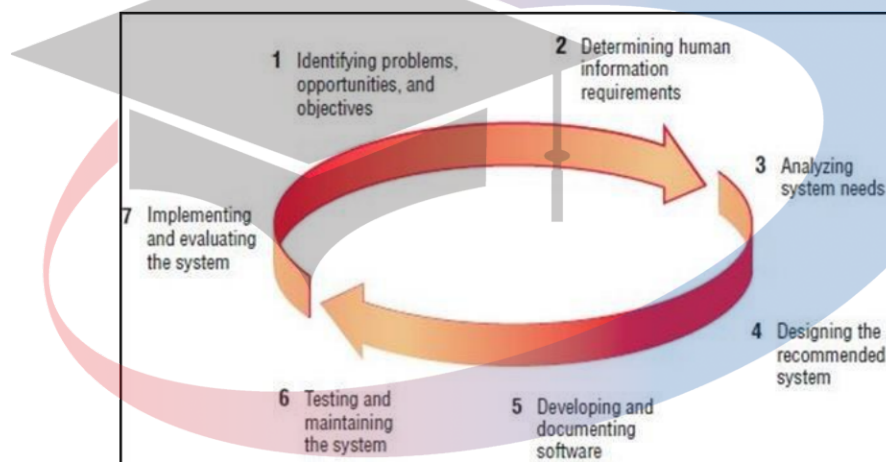 1 Identifying problems,
opportunities, and
objectives
2 Determining human
information
requirements
3 Analyzing
system needs
4 Designing the
recommended
system
5 Developing and
documenting
software
6 Testing and
maintaining
the system
7 Implementing
and evaluating
the system